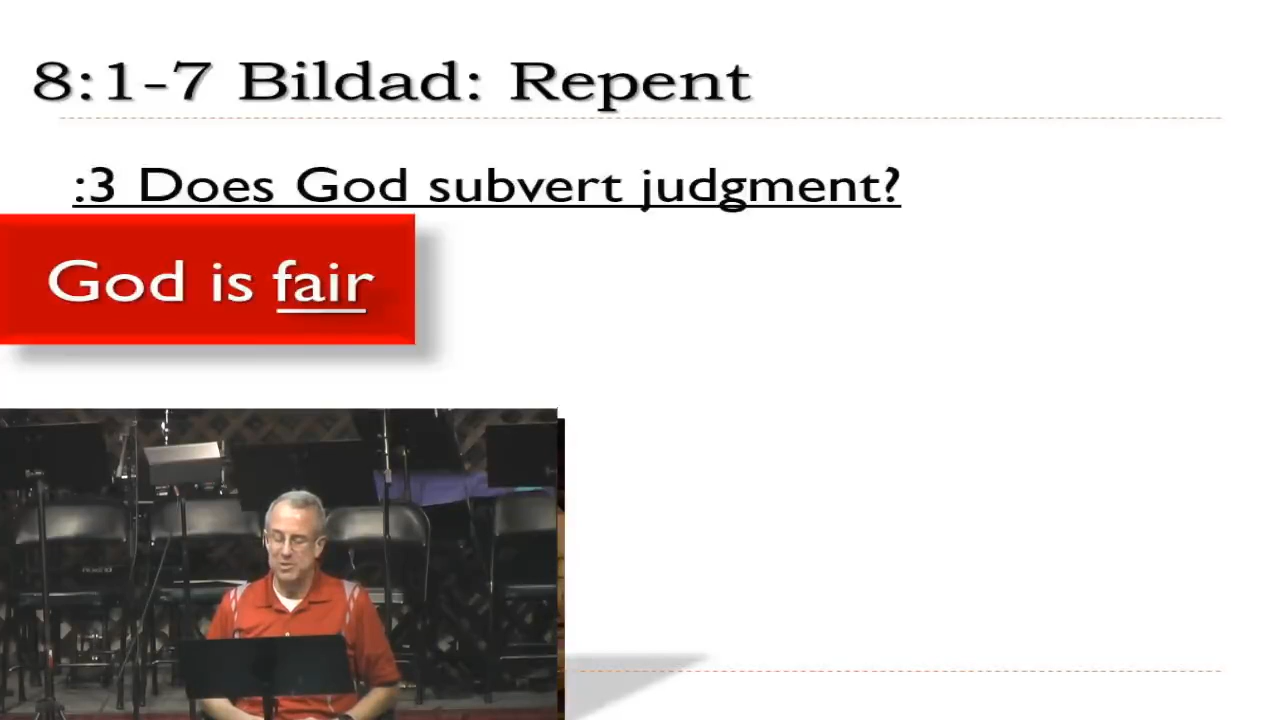 8:1-7 Bildad: Repent
:3 Does God subvert judgment?
God is fair